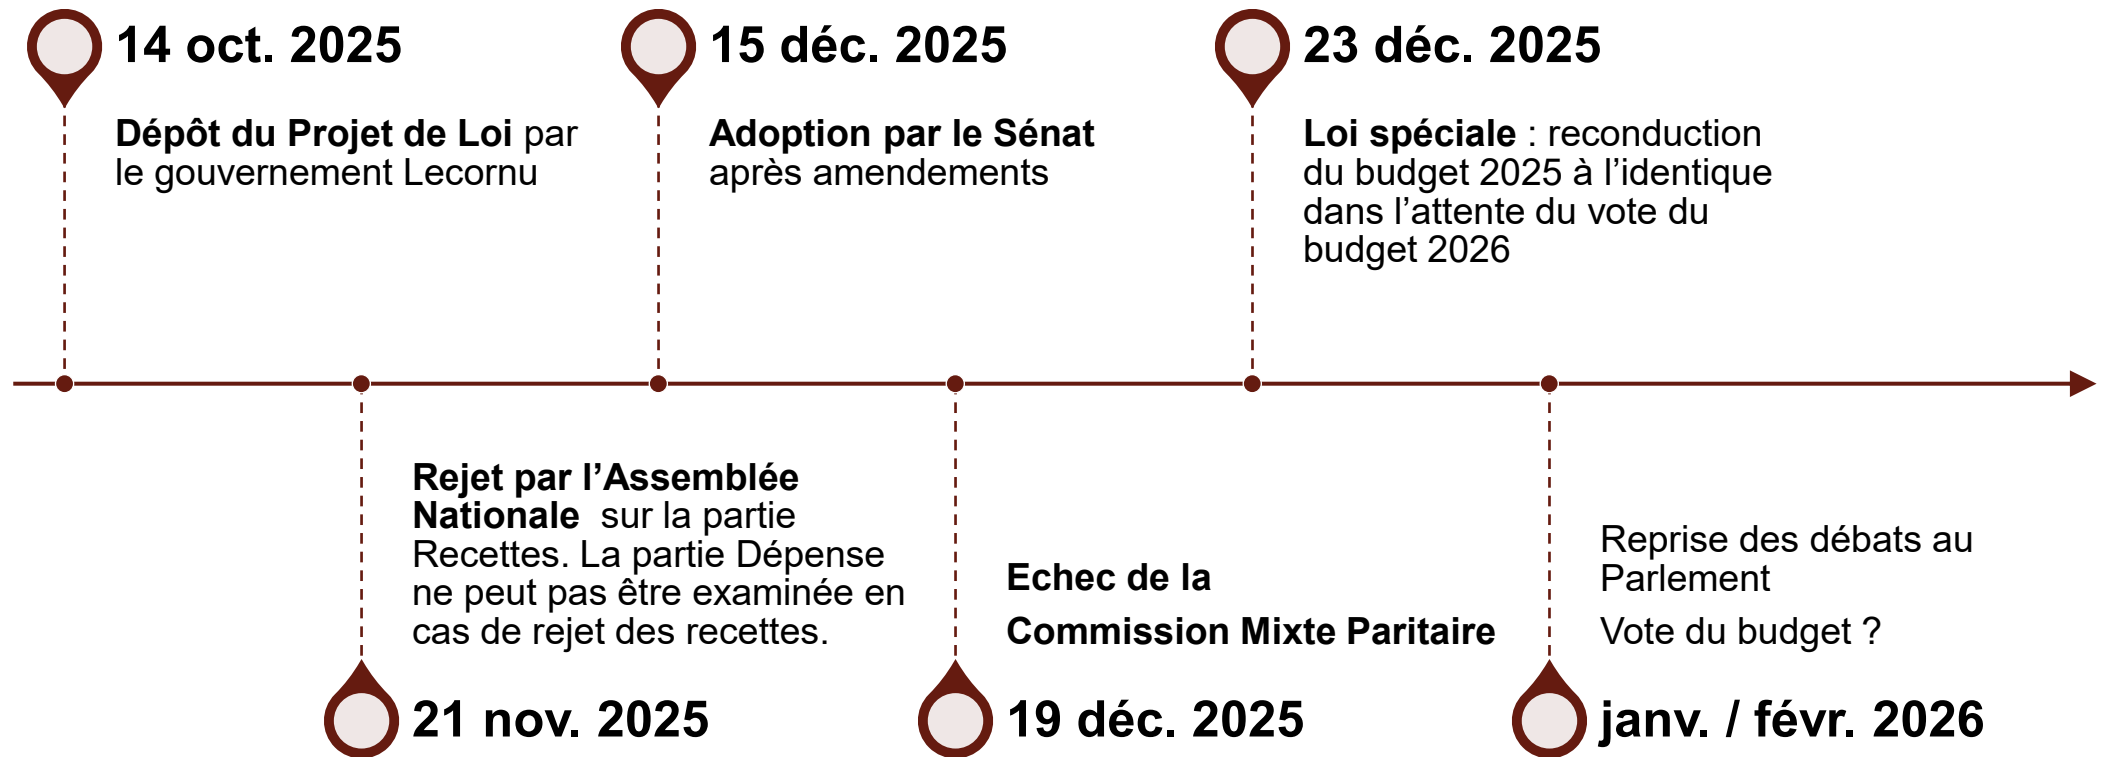 14 oct. 2025
Dépôt du Projet de Loi par
le gouvernement Lecornu
15 déc. 2025
Adoption par le Sénat
après amendements
23 déc. 2025
Loi spéciale : reconduction
du budget 2025 à l’identique
dans l’attente du vote du
budget 2026
Rejet par l’Assemblée
Nationale  sur la partie
Recettes. La partie Dépense
ne peut pas être examinée en
cas de rejet des recettes.
21 nov. 2025
Echec de la
Commission Mixte Paritaire
19 déc. 2025
Reprise des débats au
Parlement
Vote du budget ?
janv. / févr. 2026